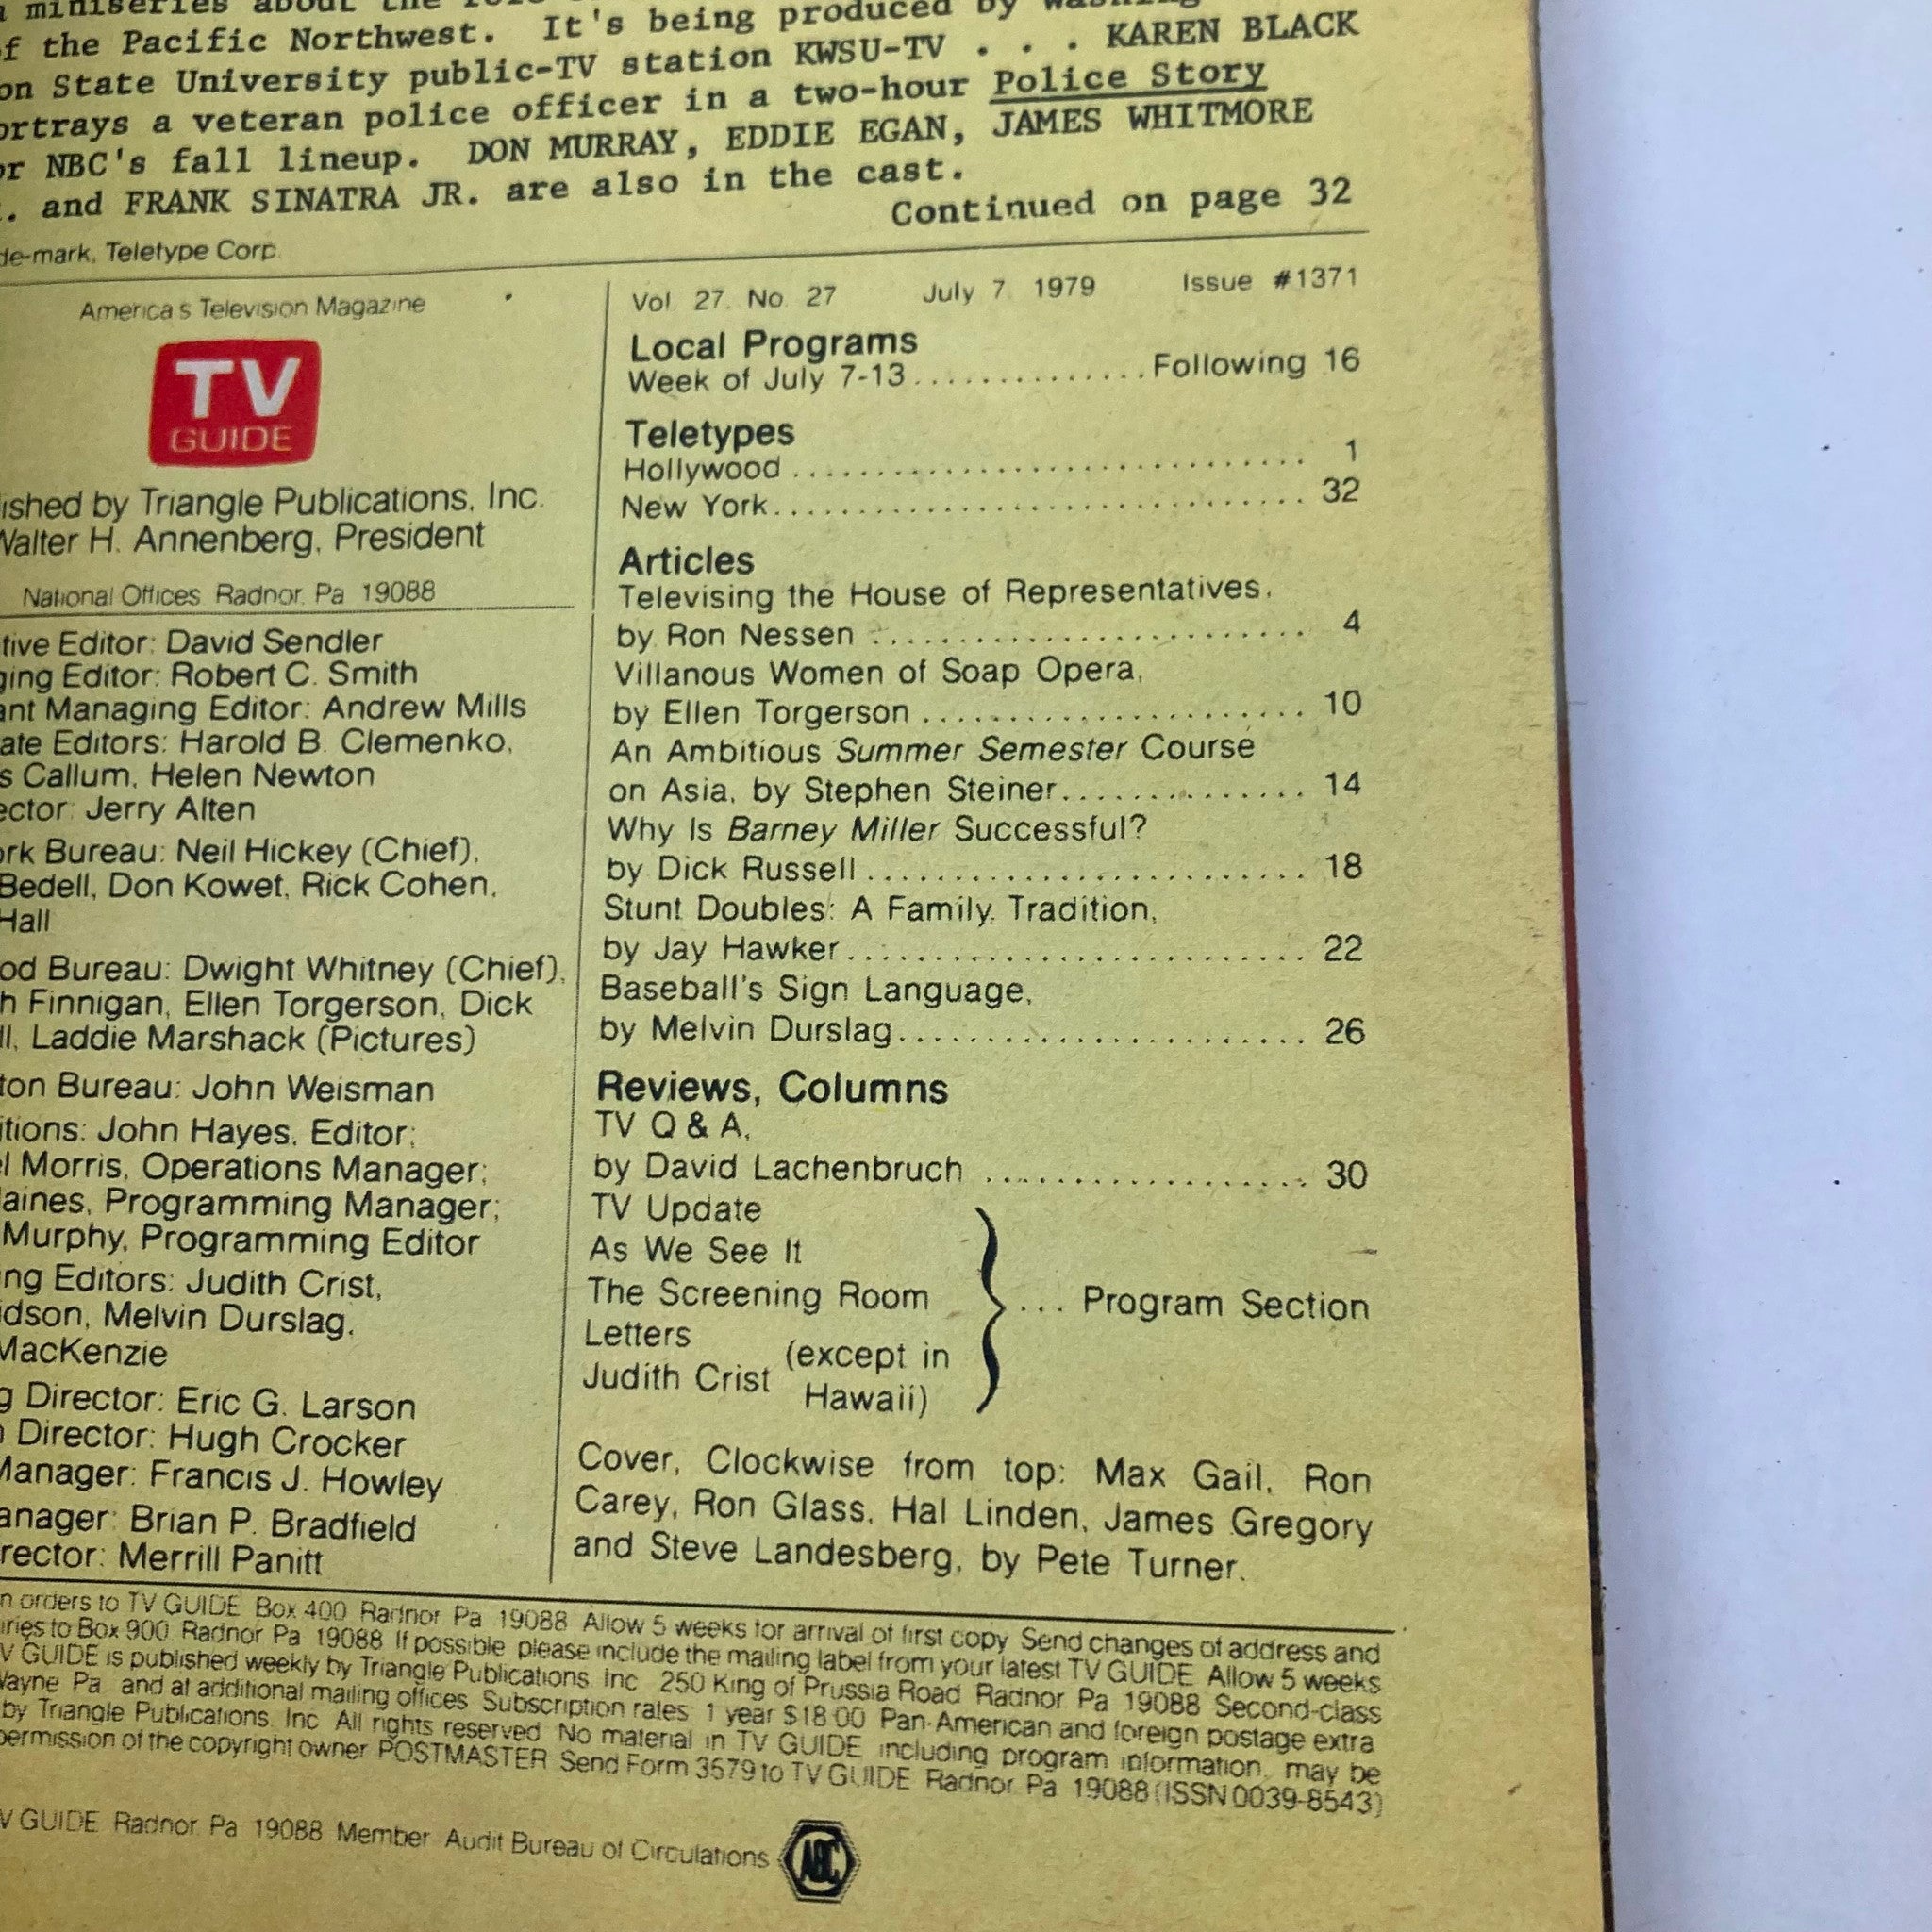 miniseries about the
of the Pacific Northwest. It's being produced by
on State University public-TV station KWSU-TV . . . KAREN BLACK
ortrays a veteran police officer in a two-hour Police Story
or NBC's fall lineup. DON MURRAY, EDDIE EGAN, JAMES WHITMORE
. and FRANK SINATRA JR. are also in the cast.
Continued on page 32
de-mark, Teletype Corp.
America's Television Magazine
TV
GUIDE
ished by Triangle Publications, Inc.
Walter H. Annenberg, President
National Offices Radnor, Pa 19088
tive Editor: David Sendler
ging Editor: Robert C. Smith
ant Managing Editor: Andrew Mills
ate Editors: Harold B. Clemenko,
s Callum, Helen Newton
ector: Jerry Alten
ork Bureau: Neil Hickey (Chief),
Bedell, Don Kowet, Rick Cohen,
Hall
od Bureau: Dwight Whitney (Chief),
h Finnigan, Ellen Torgerson, Dick
ll, Laddie Marshack (Pictures)
ton Bureau: John Weisman
itions: John Hayes, Editor;
el Morris, Operations Manager;
aines, Programming Manager;
Murphy, Programming Editor
ng Editors: Judith Crist,
idson, Melvin Durslag,
MacKenzie
g Director: Eric G. Larson
n Director: Hugh Crocker
Manager: Francis J. Howley
anager: Brian P. Bradfield
rector: Merrill Panitt
Vol. 27, No. 27 July 7, 1979 Issue #1371
Local Programs
Week of July 7-13..............Following 16
Teletypes
Hollywood .............................. 1
New York............................... 32
Articles
Televising the House of Representatives,
by Ron Nessen ......................... 4
Villanous Women of Soap Opera,
by Ellen Torgerson ...................... 10
An Ambitious Summer Semester Course
on Asia, by Stephen Steiner.............. 14
Why Is Barney Miller Successful?
by Dick Russell ......................... 18
Stunt Doubles: A Family Tradition,
by Jay Hawker.......................... 22
Baseball's Sign Language,
by Melvin Durslag....................... 26
Reviews, Columns
TV Q & A,
by David Lachenbruch .................. 30
TV Update
As We See It
The Screening Room ... Program Section
Letters
Judith Crist (except in
Hawaii)
Cover, Clockwise from top: Max Gail, Ron
Carey, Ron Glass, Hal Linden, James Gregory
and Steve Landesberg, by Pete Turner.
n orders to TV GUIDE Box 400 Radnor Pa 19088 Allow 5 weeks for arrival of first copy Send changes of address and
iries to Box 900 Radnor Pa 19088 If possible please include the mailing label from your latest TV GUIDE Allow 5 weeks
V GUIDE is published weekly by Triangle Publications Inc 250 King of Prussia Road Radnor Pa 19088 Second-class
Wayne Pa and at additional mailing offices Subscription rates 1 year $18.00 Pan-American and foreign postage extra
by Triangle Publications Inc All rights reserved No material in TV GUIDE including program information, may be
permission of the copyright owner POSTMASTER Send Form 3579 to TV GUIDE Radnor Pa 19088 (ISSN 0039-8543)
V GUIDE Radnor Pa 19088 Member Audit Bureau of Circulations
ABC